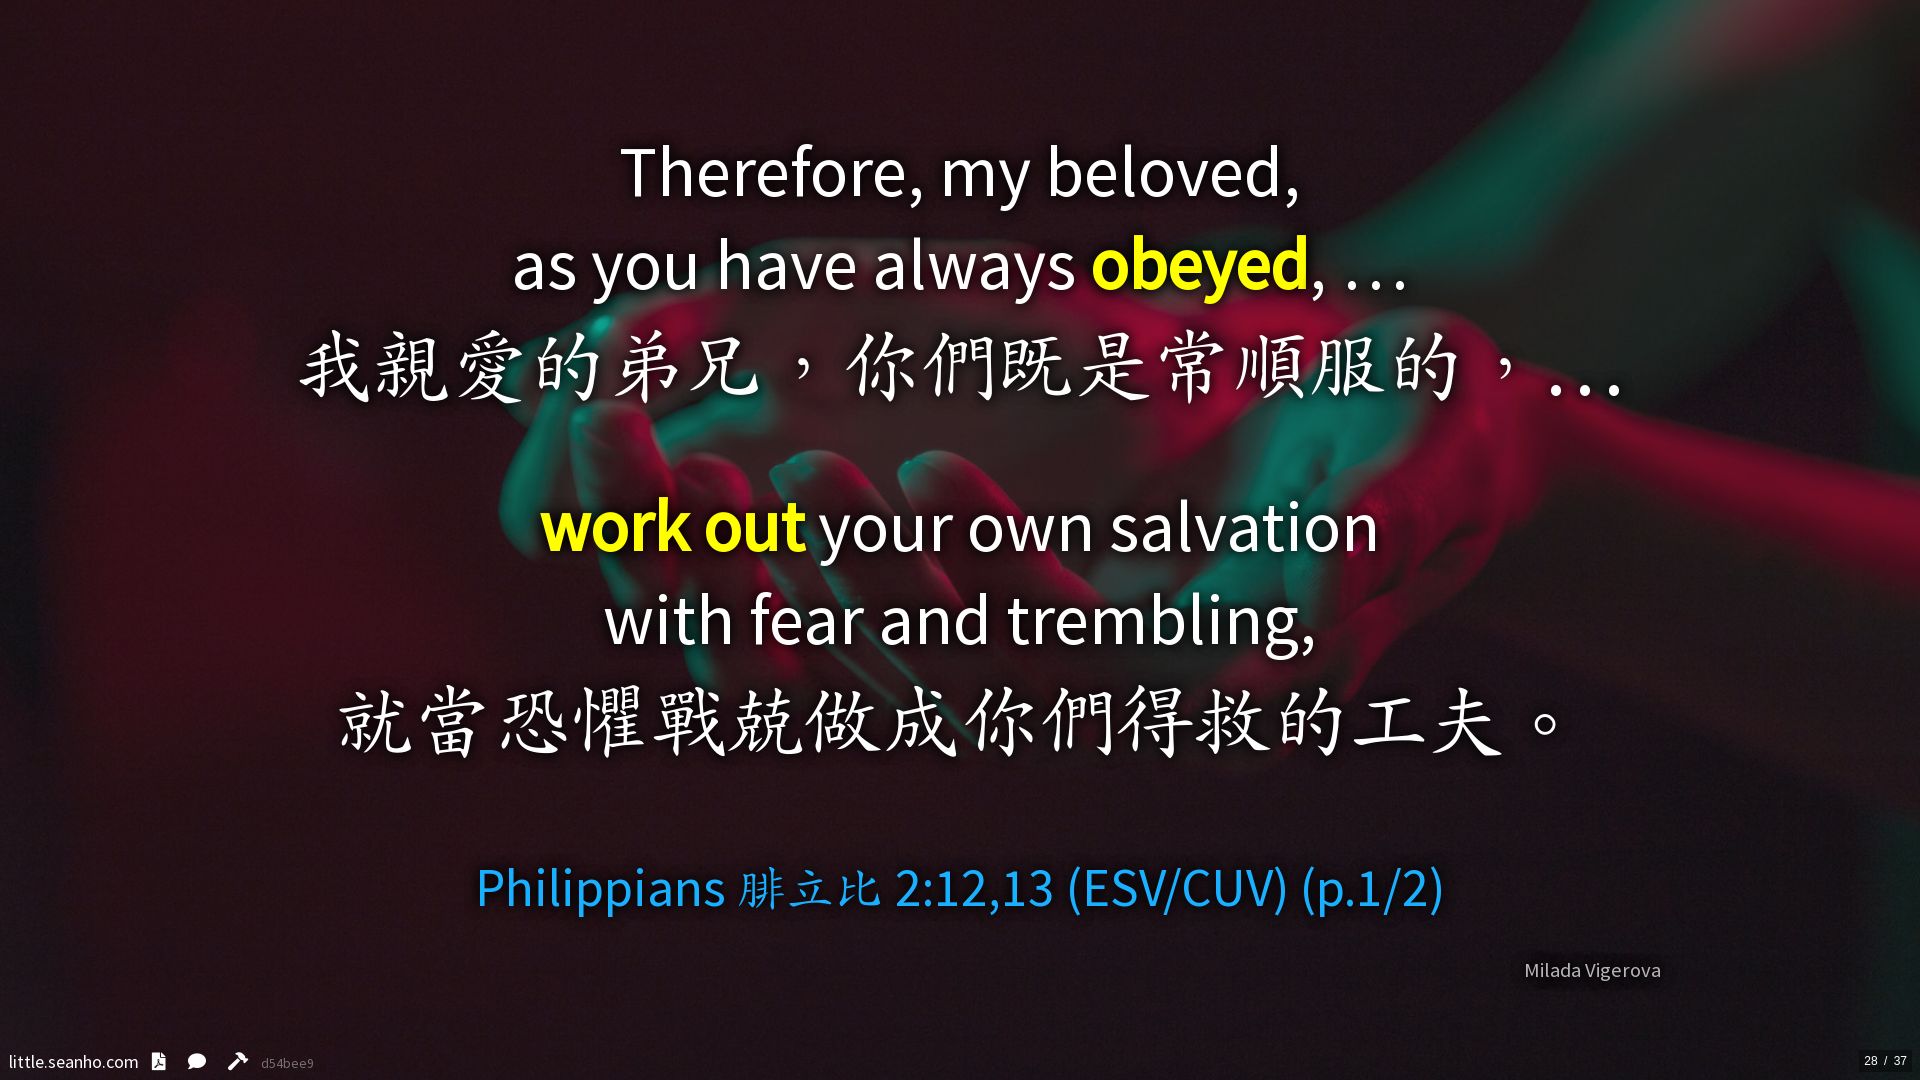 Therefore, my beloved,
as you have always obeyed, …
我親愛的弟兄，你們既是常順服的，…
work out your own salvation
with fear and trembling,
就當恐懼戰兢做成你們得救的工夫。
Philippians 腓立比 2:12,13 (ESV/CUV) (p.1/2)
Milada Vigerova
little.seanho.com d54bee9
28 / 37